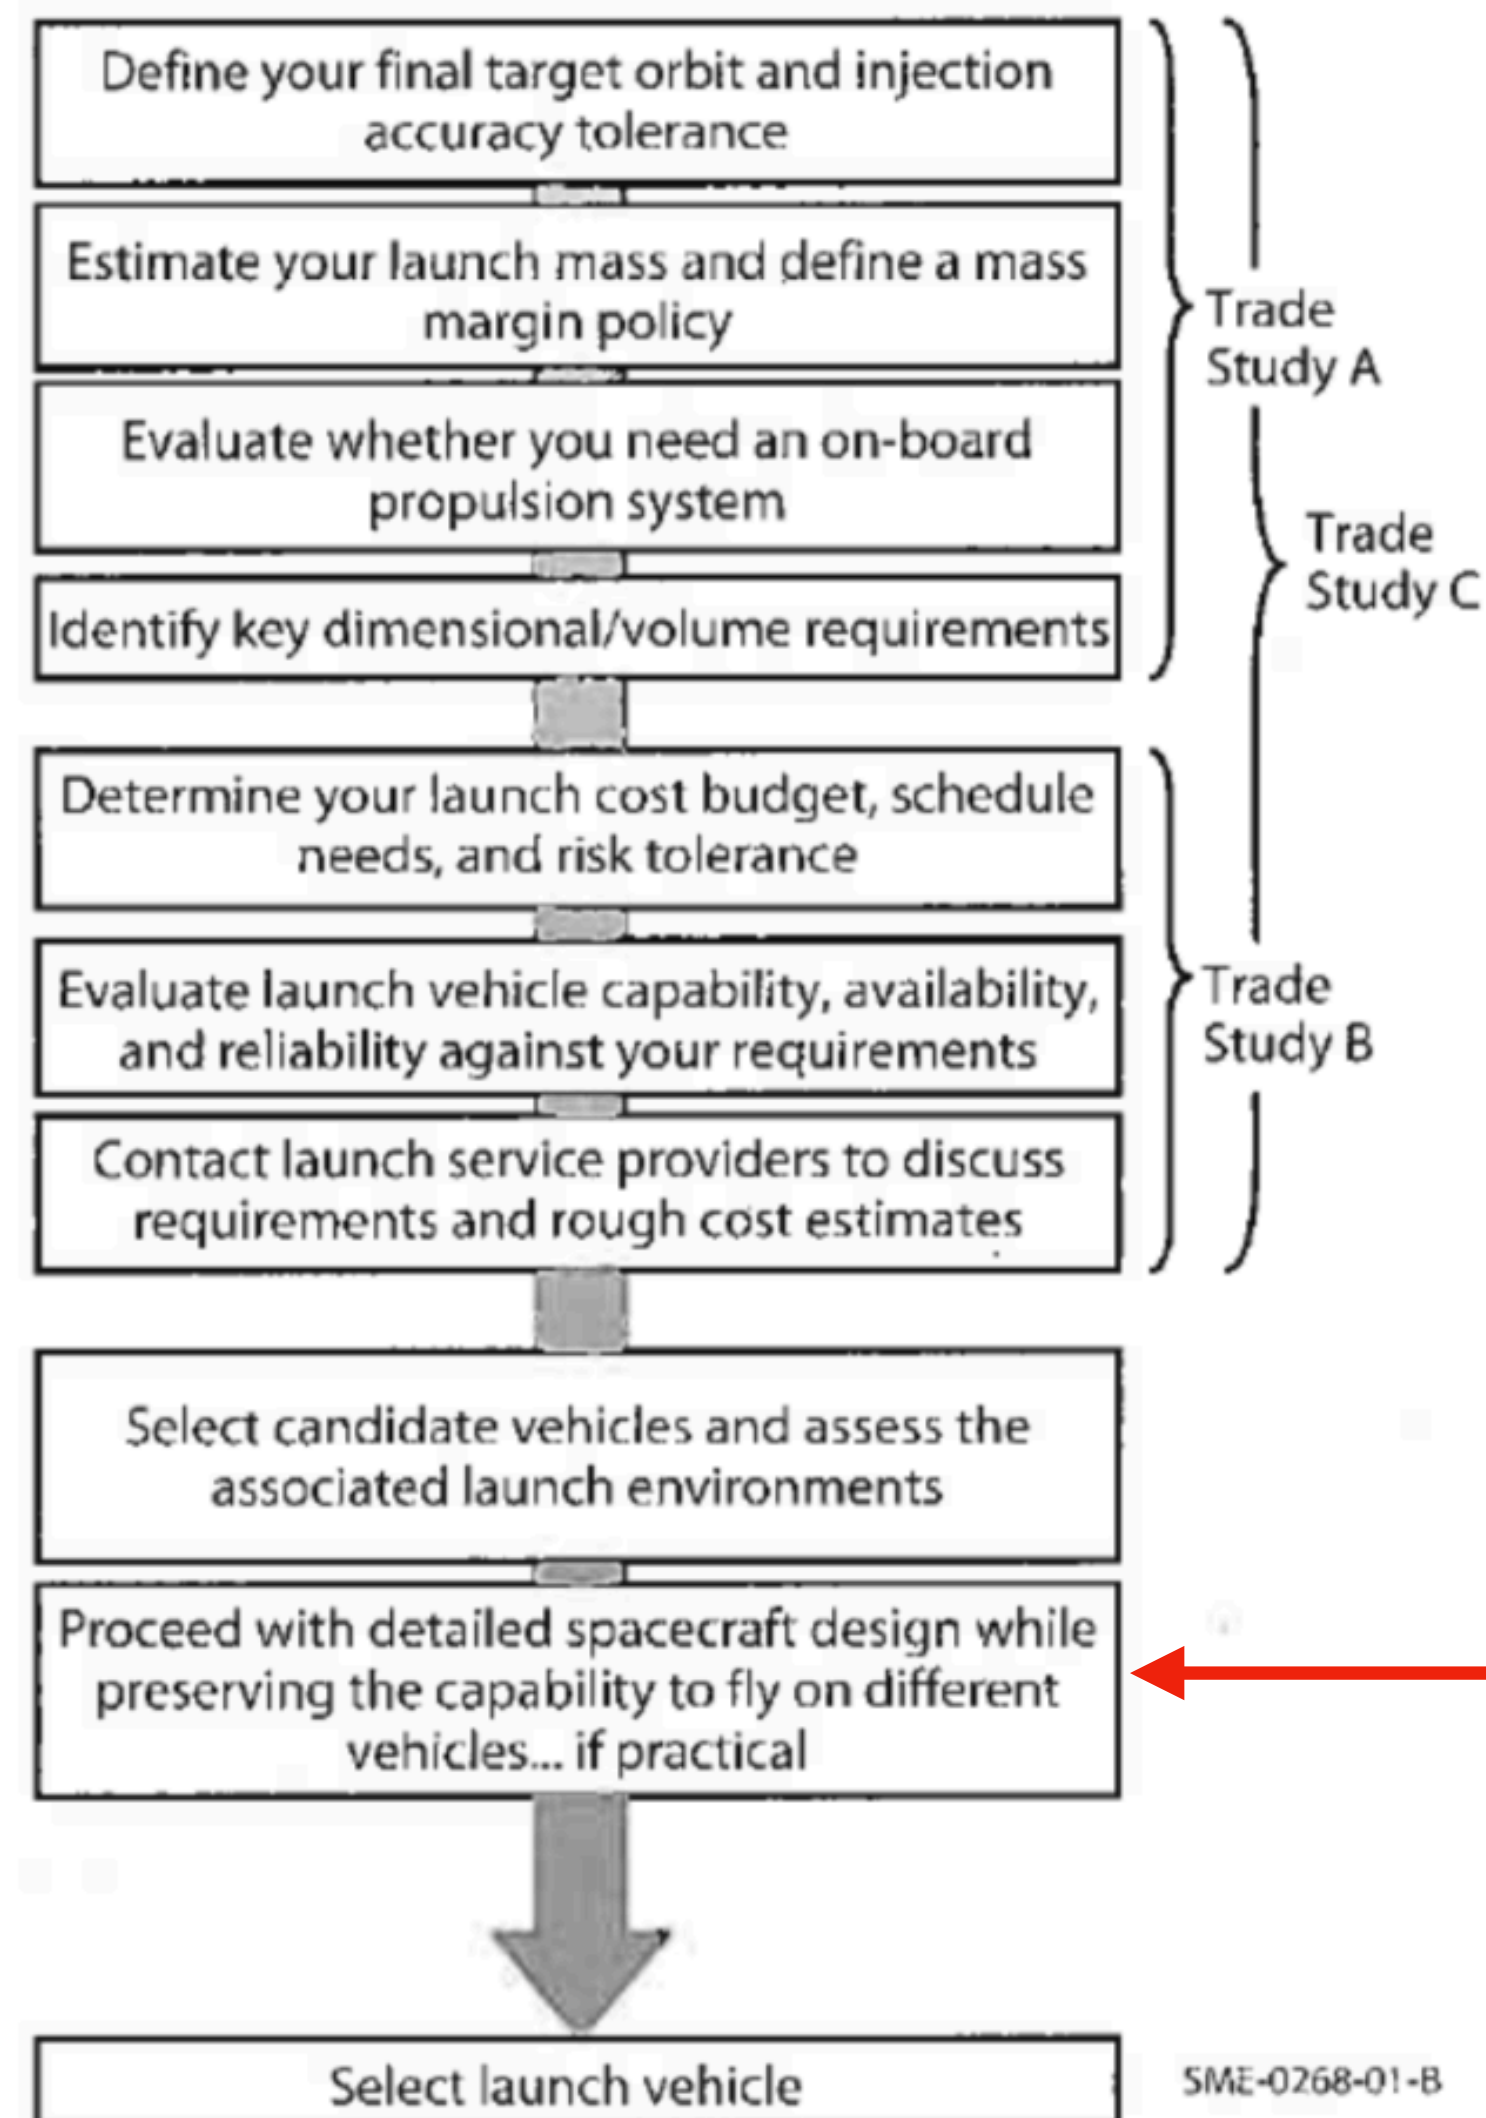 Define your final target orbit and injection
accuracy tolerance
Estimate your launch mass and define a mass
margin policy
Trade
Study A
Evaluate whether you need an on-board
propulsion system
Trade
Study C
Identify key dimensional/volume requirements
Determine your launch cost budget, schedule
needs, and risk tolerance
Evaluate launch vehicle capability, availability,
and reliability against your requirements
Trade
Study B
Contact launch service providers to discuss
requirements and rough cost estimates
Select candidate vehicles and assess the
associated launch environments
Proceed with detailed spacecraft design while
preserving the capability to fly on different
vehicles... if practical
Select launch vehicle
SME-0268-01-B